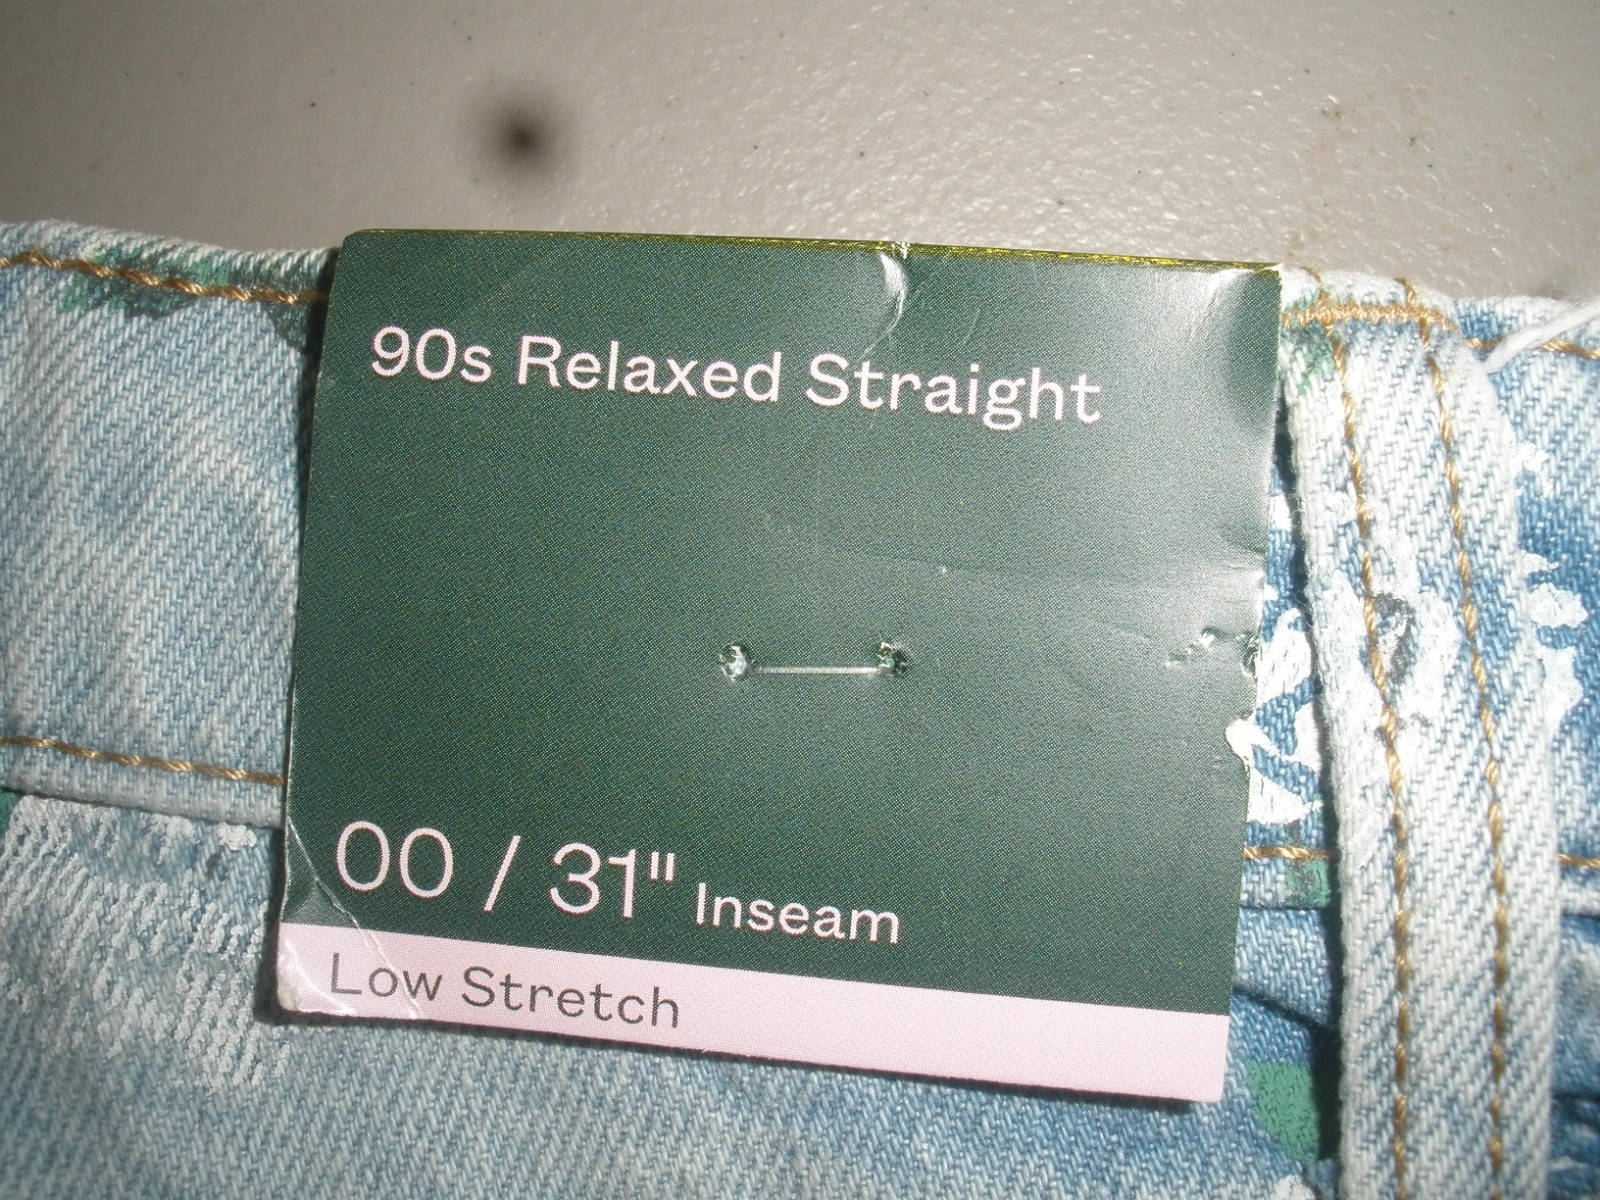 90s Relaxed Straight
00 / 31" Inseam
Low Stretch